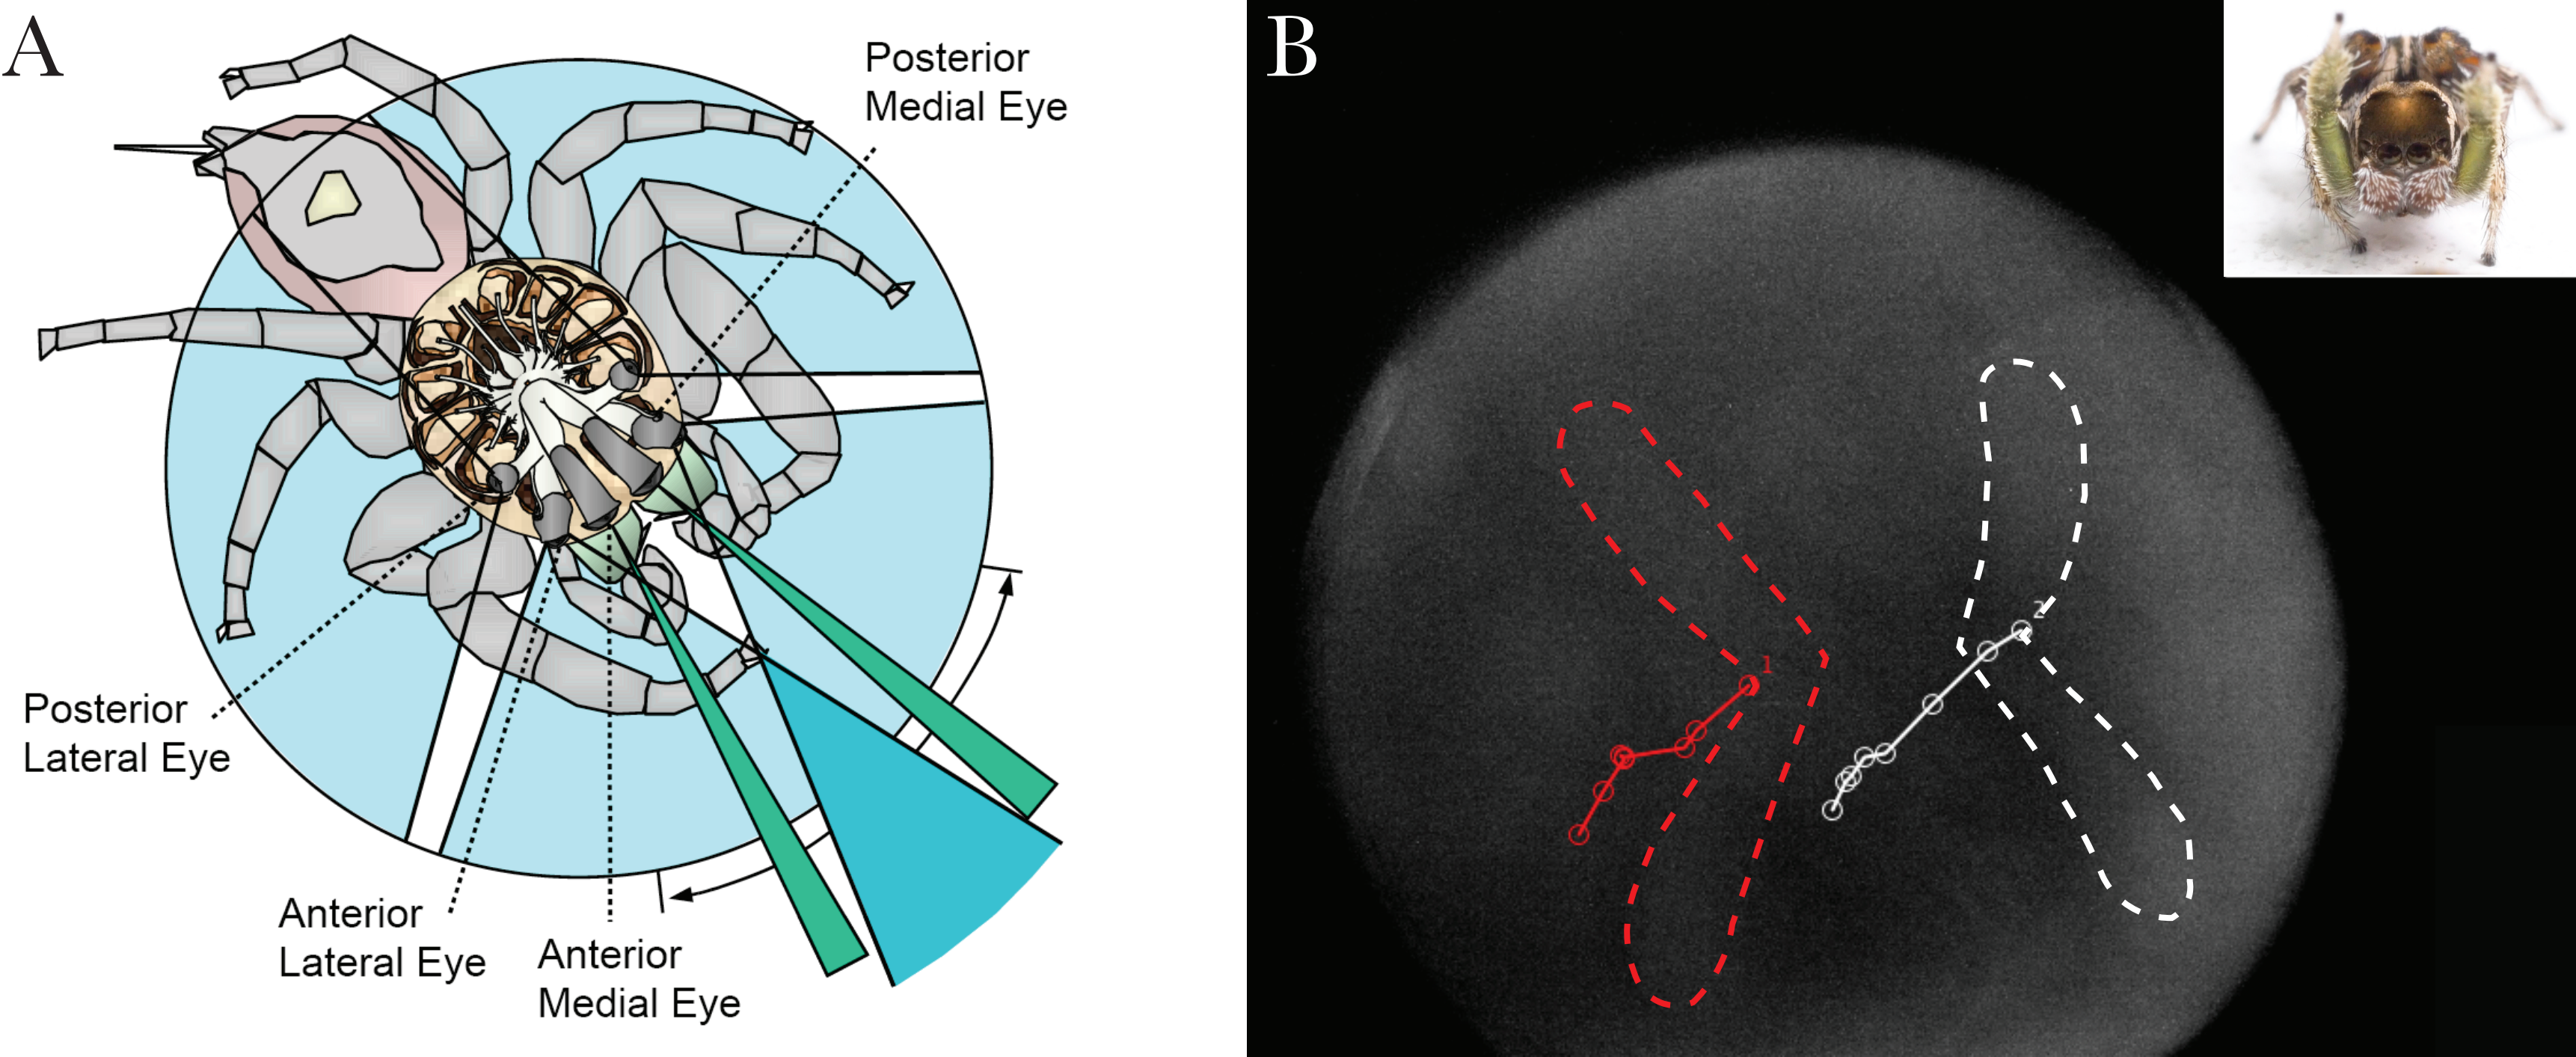 A
Posterior
Medial Eye
Posterior
Lateral Eye
Anterior
Lateral Eye
Anterior
Medial Eye
B
1
2